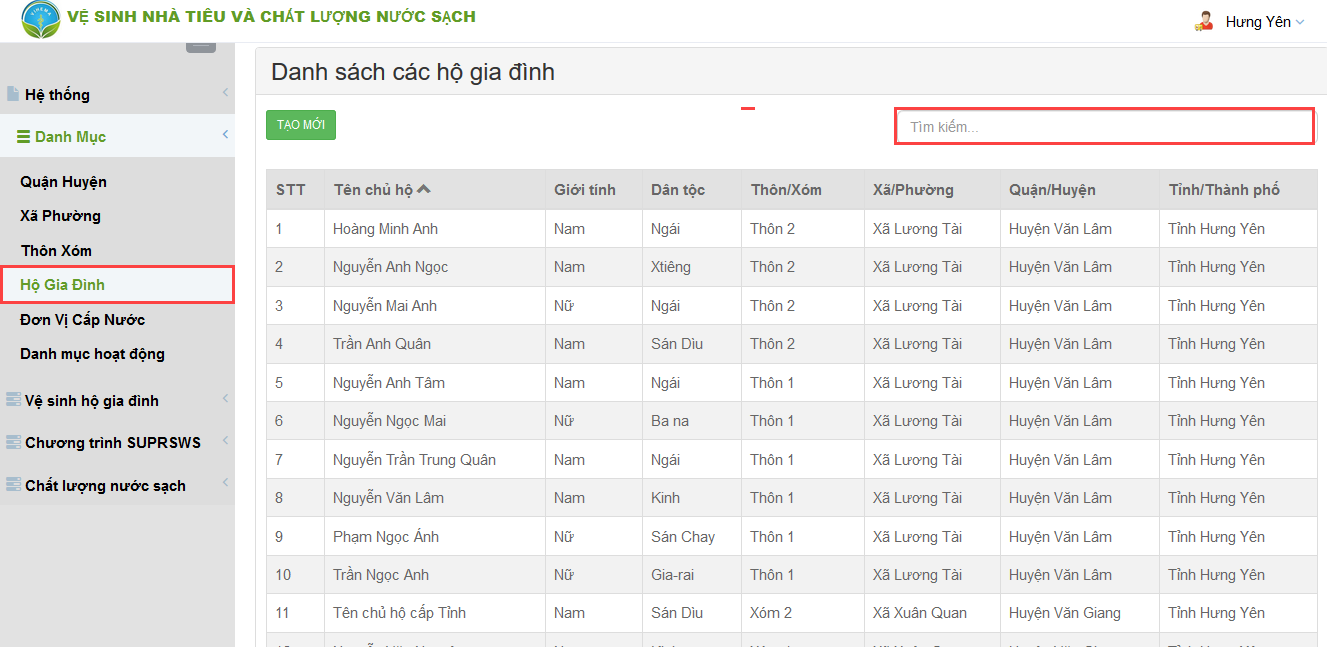 VỆ SINH NHÀ TIÊU VÀ CHẤT LƯỢNG NƯỚC SẠCH
Hưng Yên
Hệ thống
Danh Mục
Quận Huyện
Xã Phường
Thôn Xóm
Hộ Gia Đình
Đơn Vị Cấp Nước
Danh mục hoạt động
Vệ sinh hộ gia đình
Chương trình SUPRSWS
Chất lượng nước sạch
Danh sách các hộ gia đình
TẠO MỚI
Tìm kiếm...
STT Tên chủ hộ Giới tính Dân tộc Thôn/Xóm Xã/Phường Quận/Huyện Tỉnh/Thành phố
1 Hoàng Minh Anh Nam Ngái Thôn 2 Xã Lương Tài Huyện Văn Lâm Tỉnh Hưng Yên
2 Nguyễn Anh Ngọc Nam Xtiêng Thôn 2 Xã Lương Tài Huyện Văn Lâm Tỉnh Hưng Yên
3 Nguyễn Mai Anh Nữ Ngái Thôn 2 Xã Lương Tài Huyện Văn Lâm Tỉnh Hưng Yên
4 Trần Anh Quân Nam Sán Dìu Thôn 2 Xã Lương Tài Huyện Văn Lâm Tỉnh Hưng Yên
5 Nguyễn Anh Tâm Nam Ngái Thôn 1 Xã Lương Tài Huyện Văn Lâm Tỉnh Hưng Yên
6 Nguyễn Ngọc Mai Nữ Ba na Thôn 1 Xã Lương Tài Huyện Văn Lâm Tỉnh Hưng Yên
7 Nguyễn Trần Trung Quân Nam Ngái Thôn 1 Xã Lương Tài Huyện Văn Lâm Tỉnh Hưng Yên
8 Nguyễn Văn Lâm Nam Kinh Thôn 1 Xã Lương Tài Huyện Văn Lâm Tỉnh Hưng Yên
9 Phạm Ngọc Ánh Nữ Sán Chay Thôn 1 Xã Lương Tài Huyện Văn Lâm Tỉnh Hưng Yên
10 Trần Ngọc Anh Nữ Gia-rai Thôn 1 Xã Lương Tài Huyện Văn Lâm Tỉnh Hưng Yên
11 Tên chủ hộ cấp Tỉnh Nam Sán Dìu Xóm 2 Xã Xuân Quan Huyện Văn Giang Tỉnh Hưng Yên